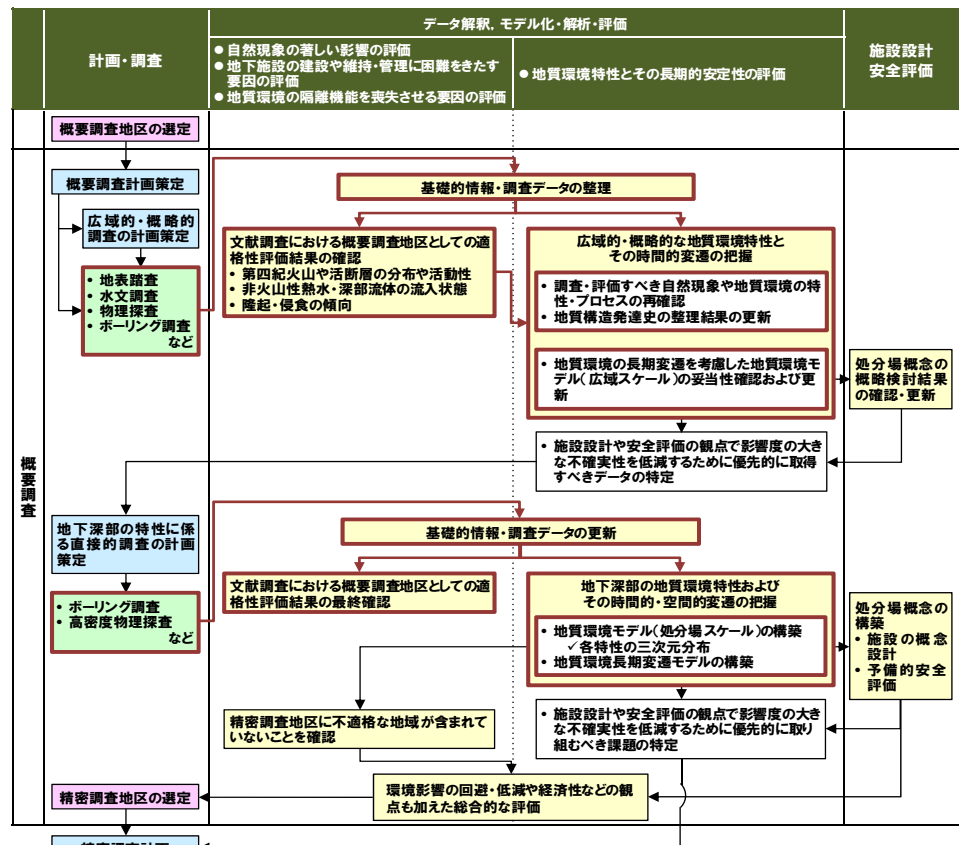 データ解釈，モデル化・解析・評価
計画・調査
● 自然現象の著しい影響の評価
● 地下施設の建設や維持・管理に困難をきたす
要因の評価
● 地質環境の隔離機能を喪失させる要因の評価
● 地質環境特性とその長期的安定性の評価
施設設計
安全評価
概要調査地区の選定
概要調査
概要調査計画策定
広域的・概略的
調査の計画策定
• 地表踏査
• 水文調査
• 物理探査
• ボーリング調査
など
基礎的情報・調査データの整理
文献調査における概要調査地区としての適
格性評価結果の確認
• 第四紀火山や活断層の分布や活動性
• 非火山性熱水・深部流体の流入状態
• 隆起・侵食の傾向
広域的・概略的な地質環境特性と
その時間的変遷の把握
• 調査・評価すべき自然現象や地質環境の特
性・プロセスの再確認
• 地質構造発達史の整理結果の更新
• 地質環境の長期変遷を考慮した地質環境モ
デル（広域スケール）の妥当性確認および更
新
処分場概念の
概略検討結果
の確認・更新
• 施設設計や安全評価の観点で影響度の大き
な不確実性を低減するために優先的に取得
すべきデータの特定
地下深部の特性に係
る直接的調査の計画
策定
• ボーリング調査
• 高密度物理探査
など
基礎的情報・調査データの更新
文献調査における概要調査地区としての適
格性評価結果の最終確認
地下深部の地質環境特性および
その時間的・空間的変遷の把握
• 地質環境モデル（処分場スケール）の構築
✓各特性の三次元分布
• 地質環境長期変遷モデルの構築
処分場概念の
構築
• 施設の概念
設計
• 予備的安全
評価
精密調査地区に不適格な地域が含まれて
いないことを確認
• 施設設計や安全評価の観点で影響度の大き
な不確実性を低減するために優先的に取り
組むべき課題の特定
環境影響の回避・低減や経済性などの観
点も加えた総合的な評価
精密調査地区の選定
精密調査計画